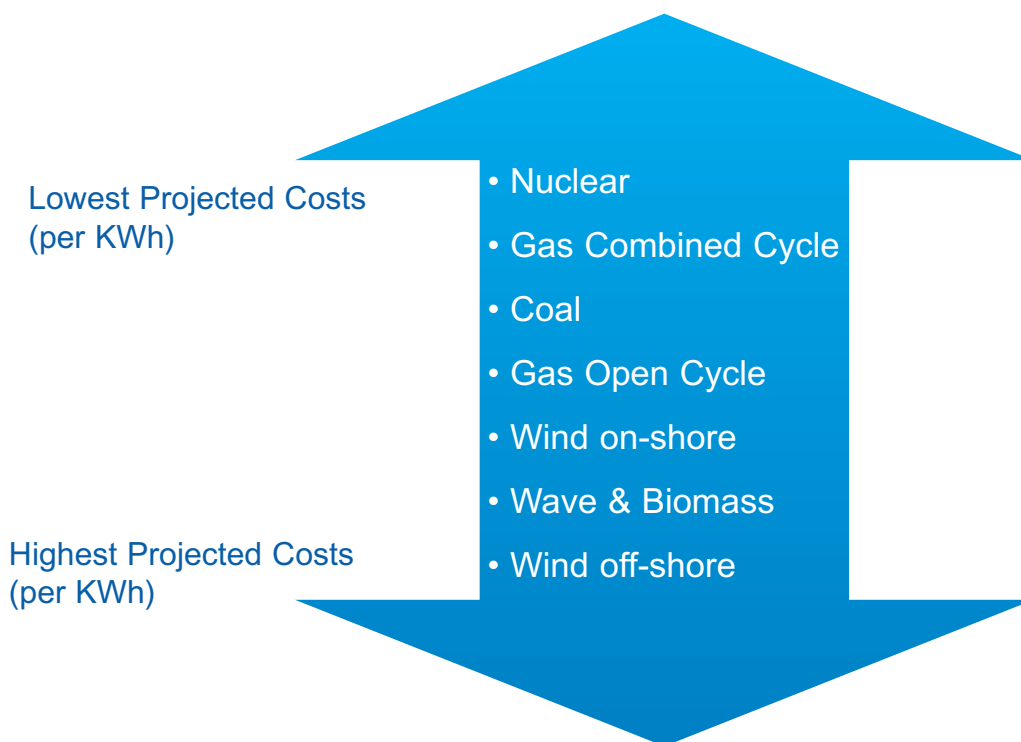 Lowest Projected Costs
(per KWh)
• Nuclear
• Gas Combined Cycle
• Coal
• Gas Open Cycle
• Wind on-shore
• Wave & Biomass
• Wind off-shore
Highest Projected Costs
(per KWh)